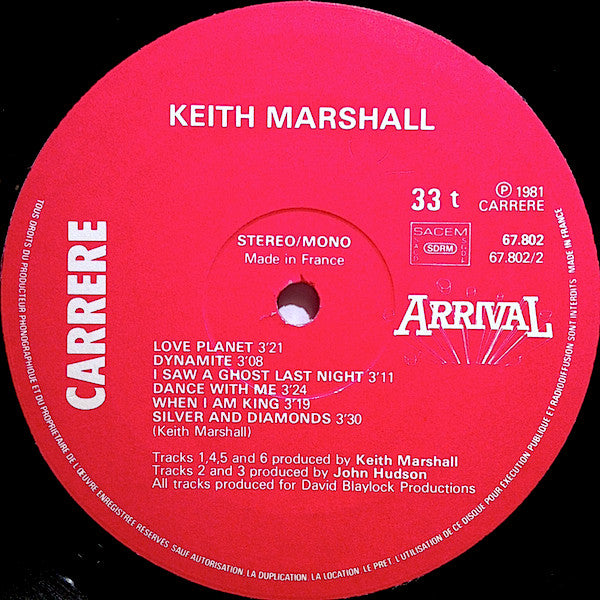 KEITH MARSHALL
33 t
Ⓟ 1981
CARRERE
SACEM
SDRM
67.802
67.802/2
STEREO/MONO
Made in France
ARRIVAL
CARRERE
LOVE PLANET 3'21
DYNAMITE 3'08
I SAW A GHOST LAST NIGHT 3'11
DANCE WITH ME 3'24
WHEN I AM KING 3'19
SILVER AND DIAMONDS 3'30
(Keith Marshall)
Tracks 1,4,5 and 6 produced by Keith Marshall
Tracks 2 and 3 produced by John Hudson
All tracks produced for David Blaylock Productions
TOUS DROITS DU PRODUCTEUR PHONOGRAPHIQUE ET DU PROPRIETAIRE DE L'ŒUVRE ENREGISTREE RESERVES. SAUF AUTORISATION, LA DUPLICATION, LA LOCATION, LE PRET, L'UTILISATION DE CE DISQUE POUR EXECUTION PUBLIQUE ET RADIODIFFUSION SONT INTERDITS MADE IN FRANCE